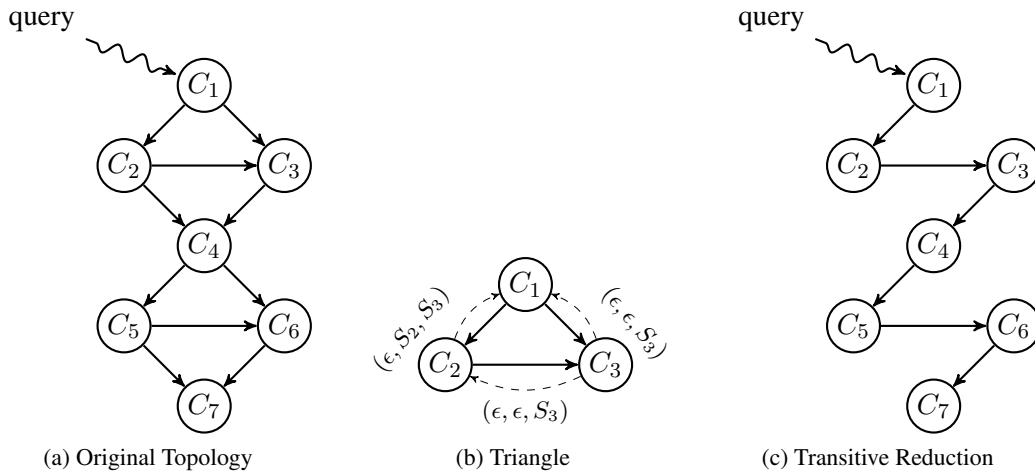 query
C₁
C₂ C₃
C₄
C₅ C₆
C₇
(a) Original Topology
C₁
(ϵ, S₂, S₃)
(ϵ, ϵ, S₃)
C₂ C₃
(ϵ, ϵ, S₃)
(b) Triangle
query
C₁
C₂ C₃
C₄
C₅ C₆
C₇
(c) Transitive Reduction